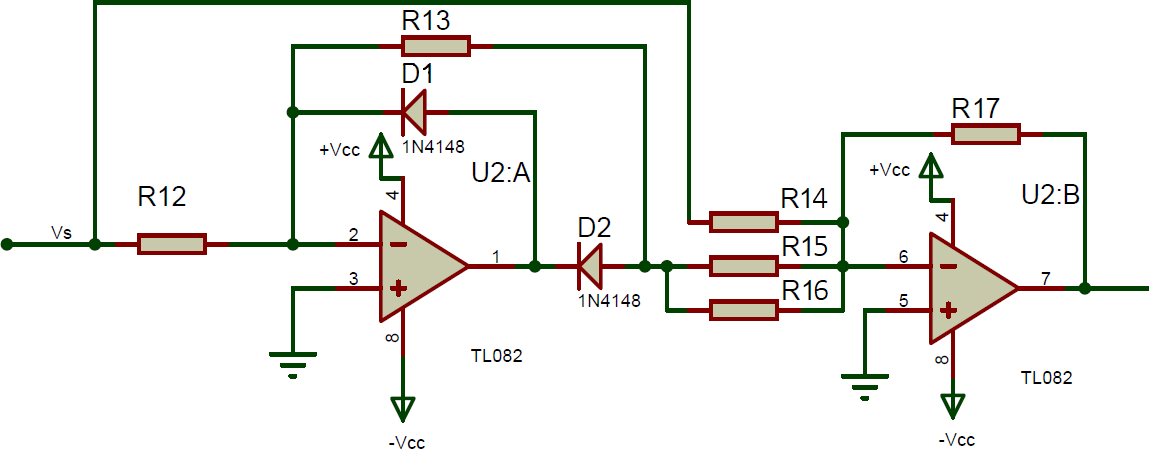 R13
D1
+Vcc
1N4148
U2:A
R17
+Vcc
U2:B
R12
4
R14
4
Vs
2
D2
R15
6
3
1
1N4148
R16
5
7
8
TL082
8
TL082
-Vcc
-Vcc